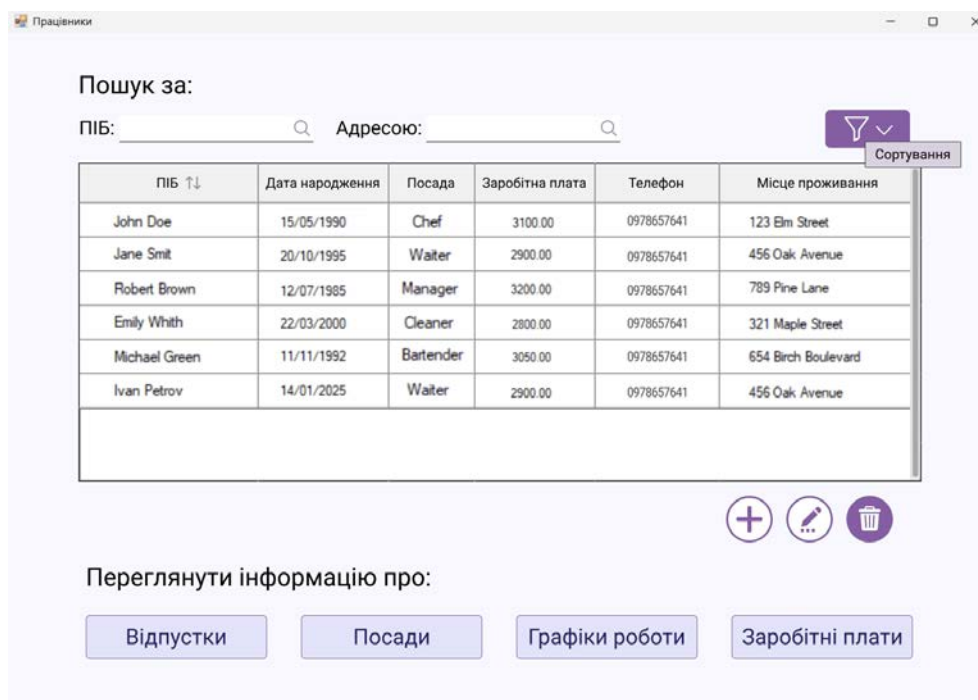 Працівники
Пошук за:
ПІБ: Адресою:
Сортування
ПІБ Дата народження Посада Заробітна плата Телефон Місце проживання
John Doe 15/05/1990 Chef 3100.00 0978657641 123 Elm Street
Jane Smit 20/10/1995 Waiter 2900.00 0978657641 456 Oak Avenue
Robert Brown 12/07/1985 Manager 3200.00 0978657641 789 Pine Lane
Emily Whith 22/03/2000 Cleaner 2800.00 0978657641 321 Maple Street
Michael Green 11/11/1992 Bartender 3050.00 0978657641 654 Birch Boulevard
Ivan Petrov 14/01/2025 Waiter 2900.00 0978657641 456 Oak Avenue
Переглянути інформацію про:
Відпустки Посади Графіки роботи Заробітні плати